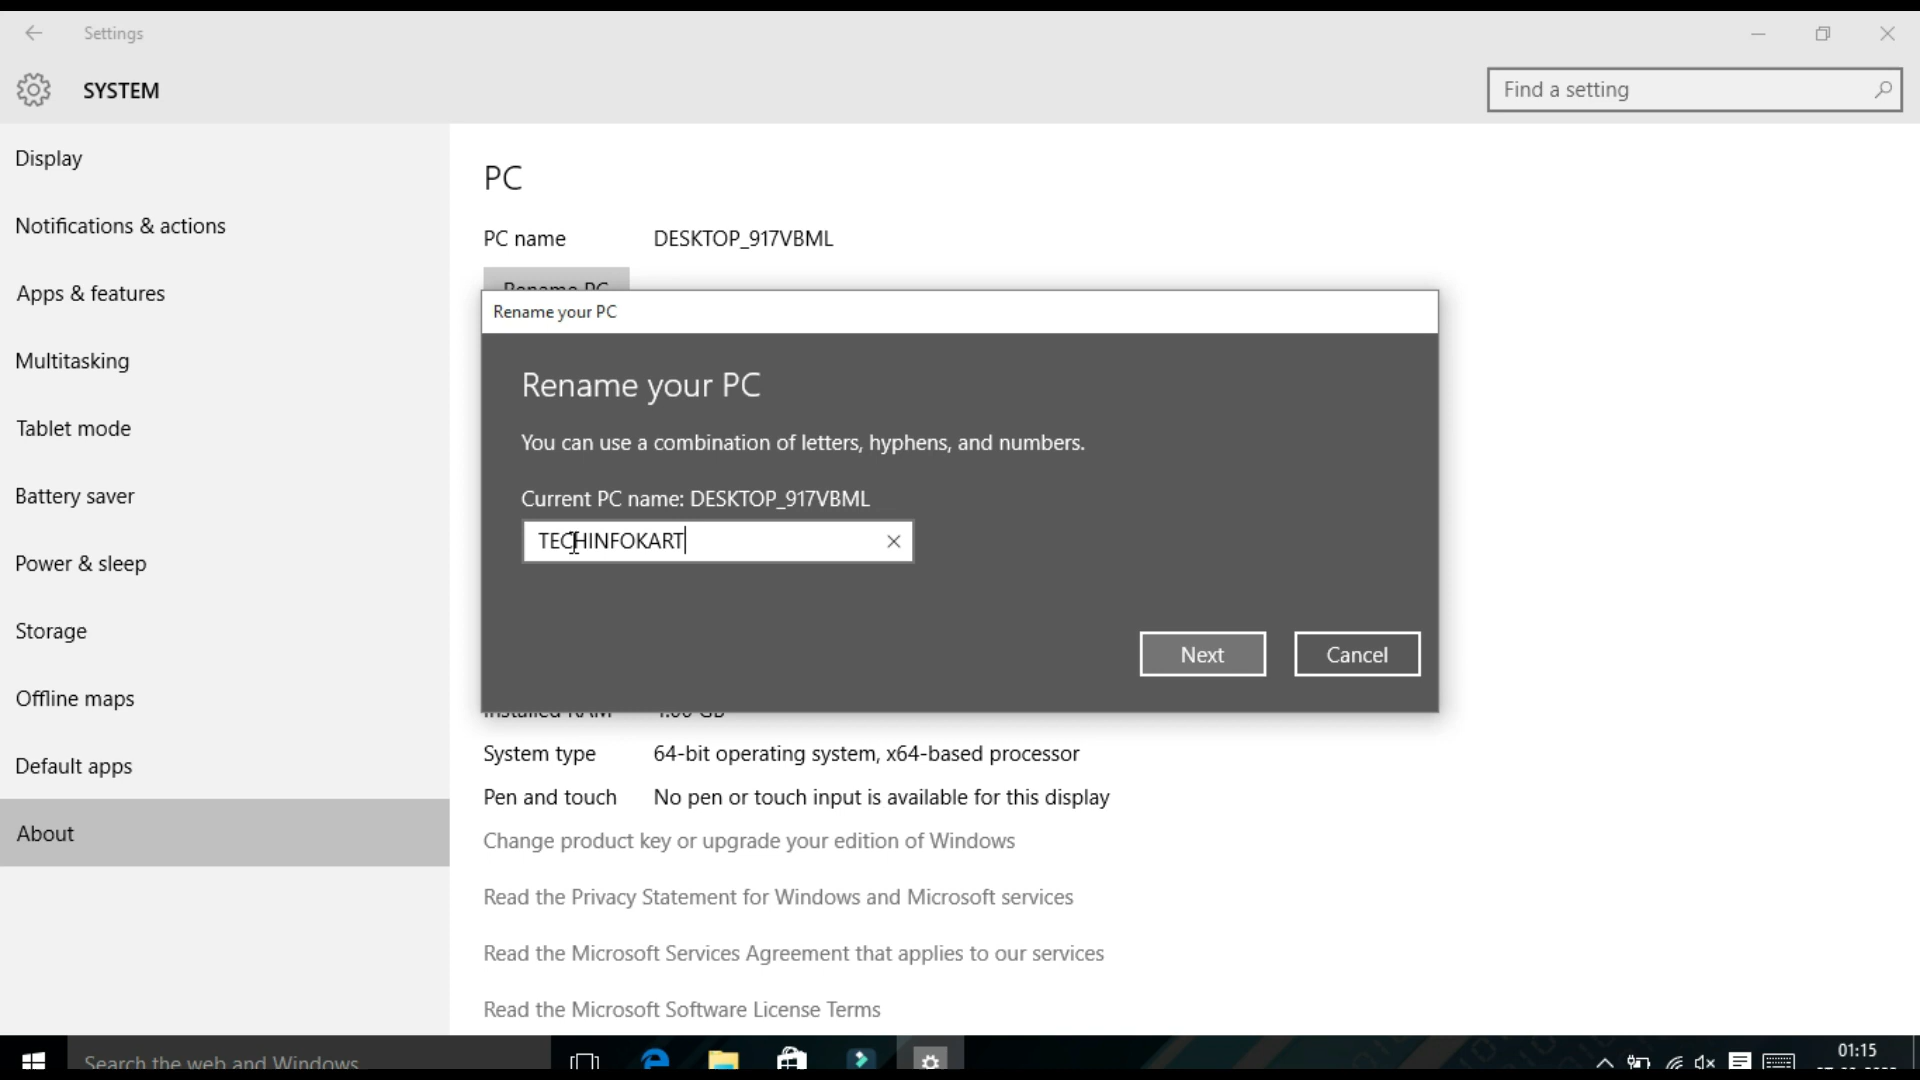 Settings
SYSTEM
Find a setting
Display
Notifications & actions
Apps & features
Multitasking
Tablet mode
Battery saver
Power & sleep
Storage
Offline maps
Default apps
About
PC
PC name DESKTOP_917VBML
Rename PC
Rename your PC
Rename your PC
You can use a combination of letters, hyphens, and numbers.
Current PC name: DESKTOP_917VBML
TECHINFOKART
Next
Cancel
Installed RAM
System type 64-bit operating system, x64-based processor
Pen and touch No pen or touch input is available for this display
Change product key or upgrade your edition of Windows
Read the Privacy Statement for Windows and Microsoft services
Read the Microsoft Services Agreement that applies to our services
Read the Microsoft Software License Terms
Search the web and Windows
01:15